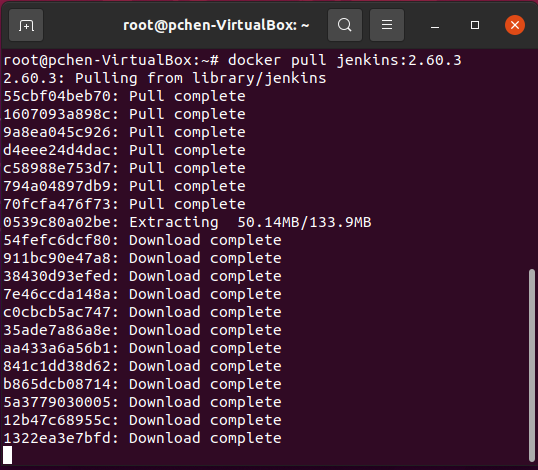 root@pchen-VirtualBox: ~
root@pchen-VirtualBox:~# docker pull jenkins:2.60.3
2.60.3: Pulling from library/jenkins
55cbf04beb70: Pull complete
1607093a898c: Pull complete
9a8ea045c926: Pull complete
d4eee24d4dac: Pull complete
c58988e753d7: Pull complete
794a04897db9: Pull complete
70fcfa476f73: Pull complete
0539c80a02be: Extracting  50.14MB/133.9MB
54fefc6dcf80: Download complete
911bc90e47a8: Download complete
38430d93efed: Download complete
7e46ccda148a: Download complete
c0cbcb5ac747: Download complete
35ade7a86a8e: Download complete
aa433a6a56b1: Download complete
841c1dd38d62: Download complete
b865dcb08714: Download complete
5a3779030005: Download complete
12b47c68955c: Download complete
1322ea3e7bfd: Download complete